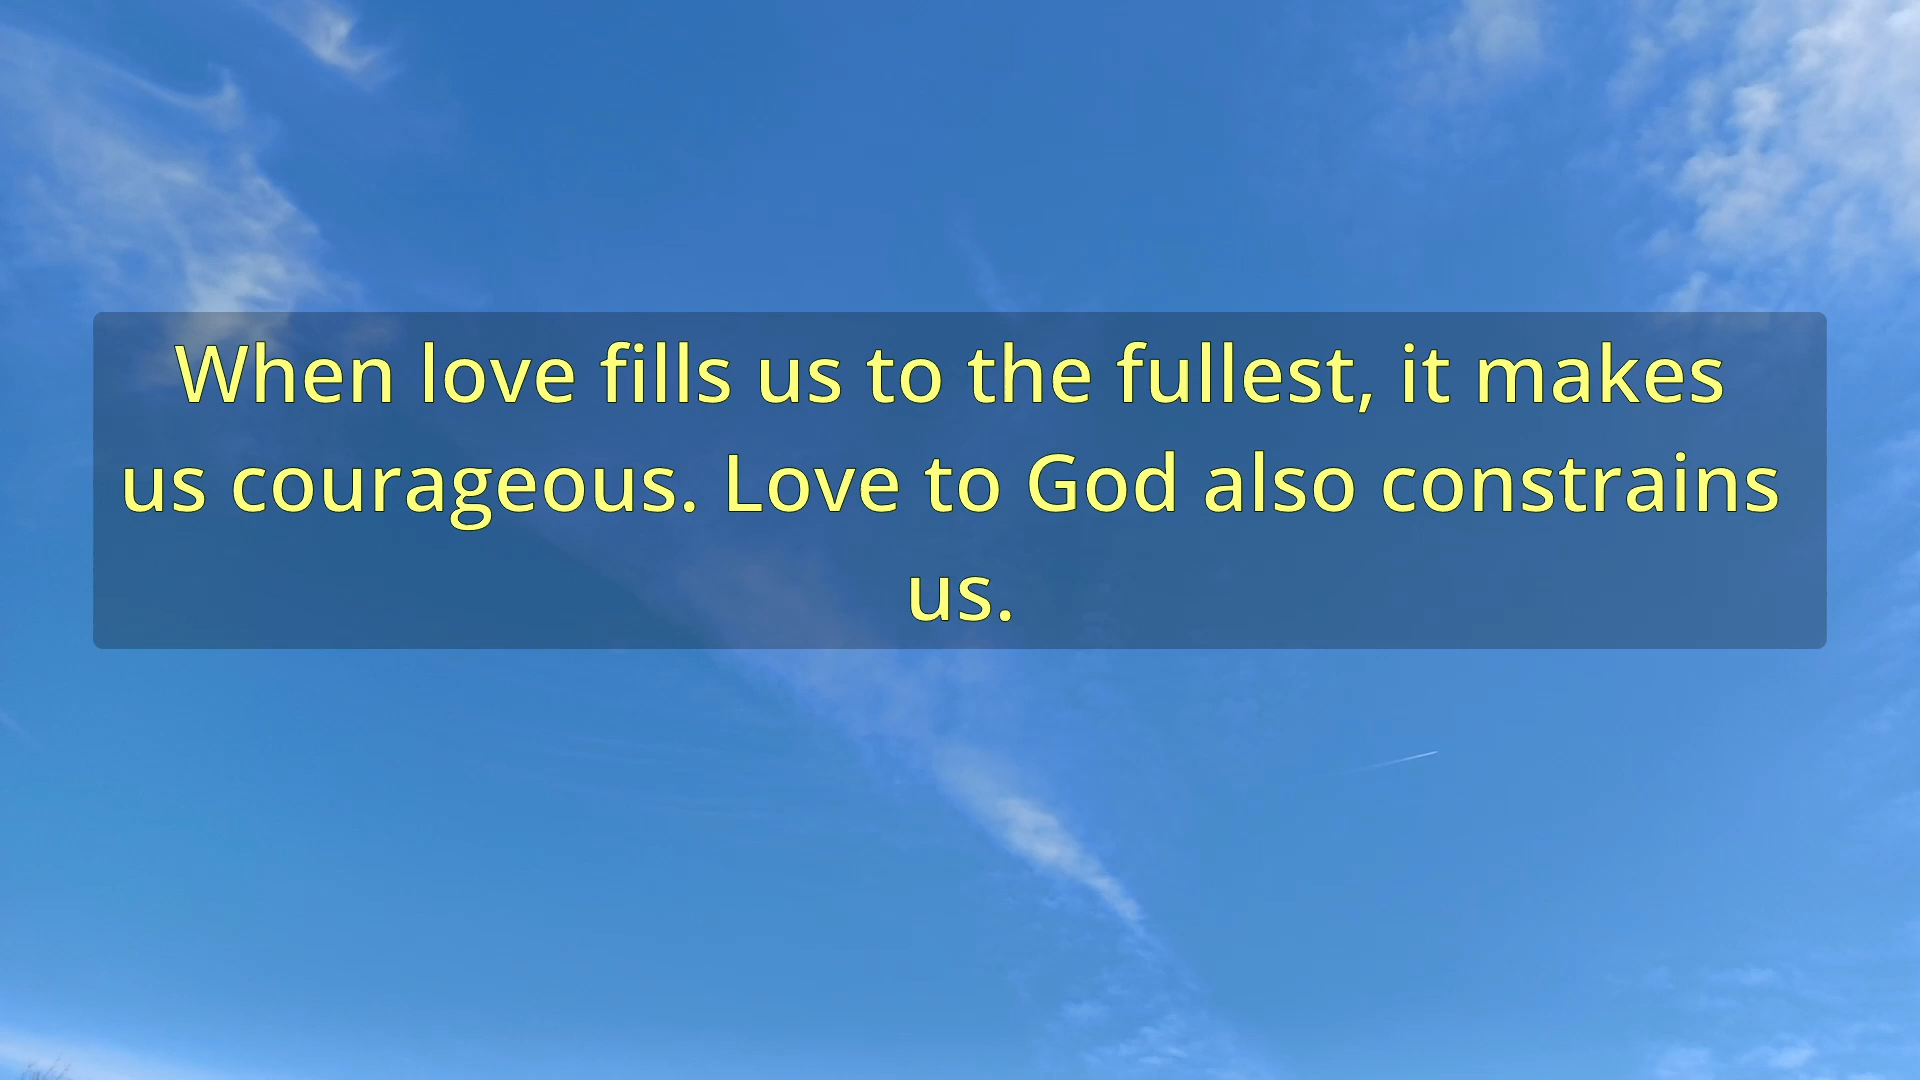 When love fills us to the fullest, it makes
us courageous. Love to God also constrains
us.